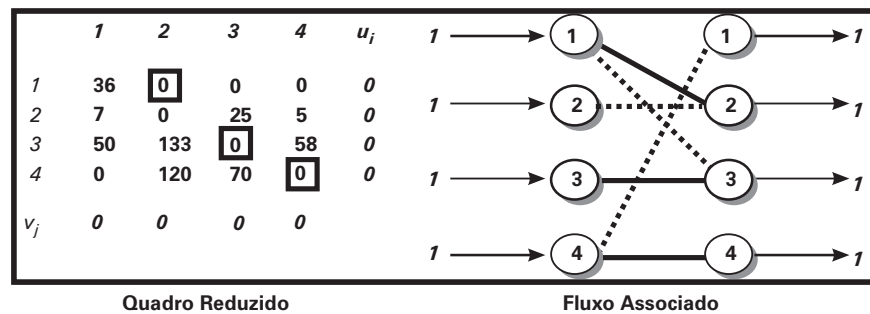 1 2 3 4 ui
1 36 0 0 0 0
2 7 0 25 5 0
3 50 133 0 58 0
4 0 120 70 0 0
vj 0 0 0 0
1 1 1 1
1 2 2 1
1 3 3 1
1 4 4 1
Quadro Reduzido
Fluxo Associado